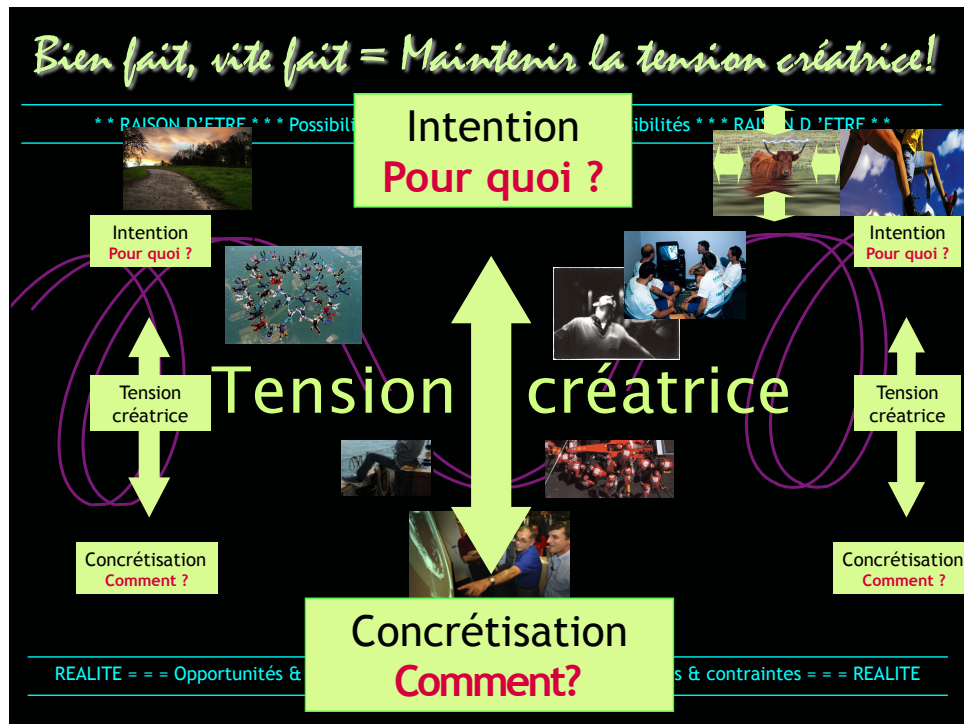 Bien fait, vite fait = Maintenir la tension créatrice!
* * RAISON D’ETRE * * * Possibili
ibilités * * * RAISON D ’ETRE * *
Intention
Pour quoi ?
Intention
Pour quoi ?
Intention
Pour quoi ?
Tension créatrice
Tension
créatrice
Tension
créatrice
Concrétisation
Comment ?
Concrétisation
Comment ?
Concrétisation
Comment?
REALITE = = = Opportunités &
s & contraintes = = = REALITE